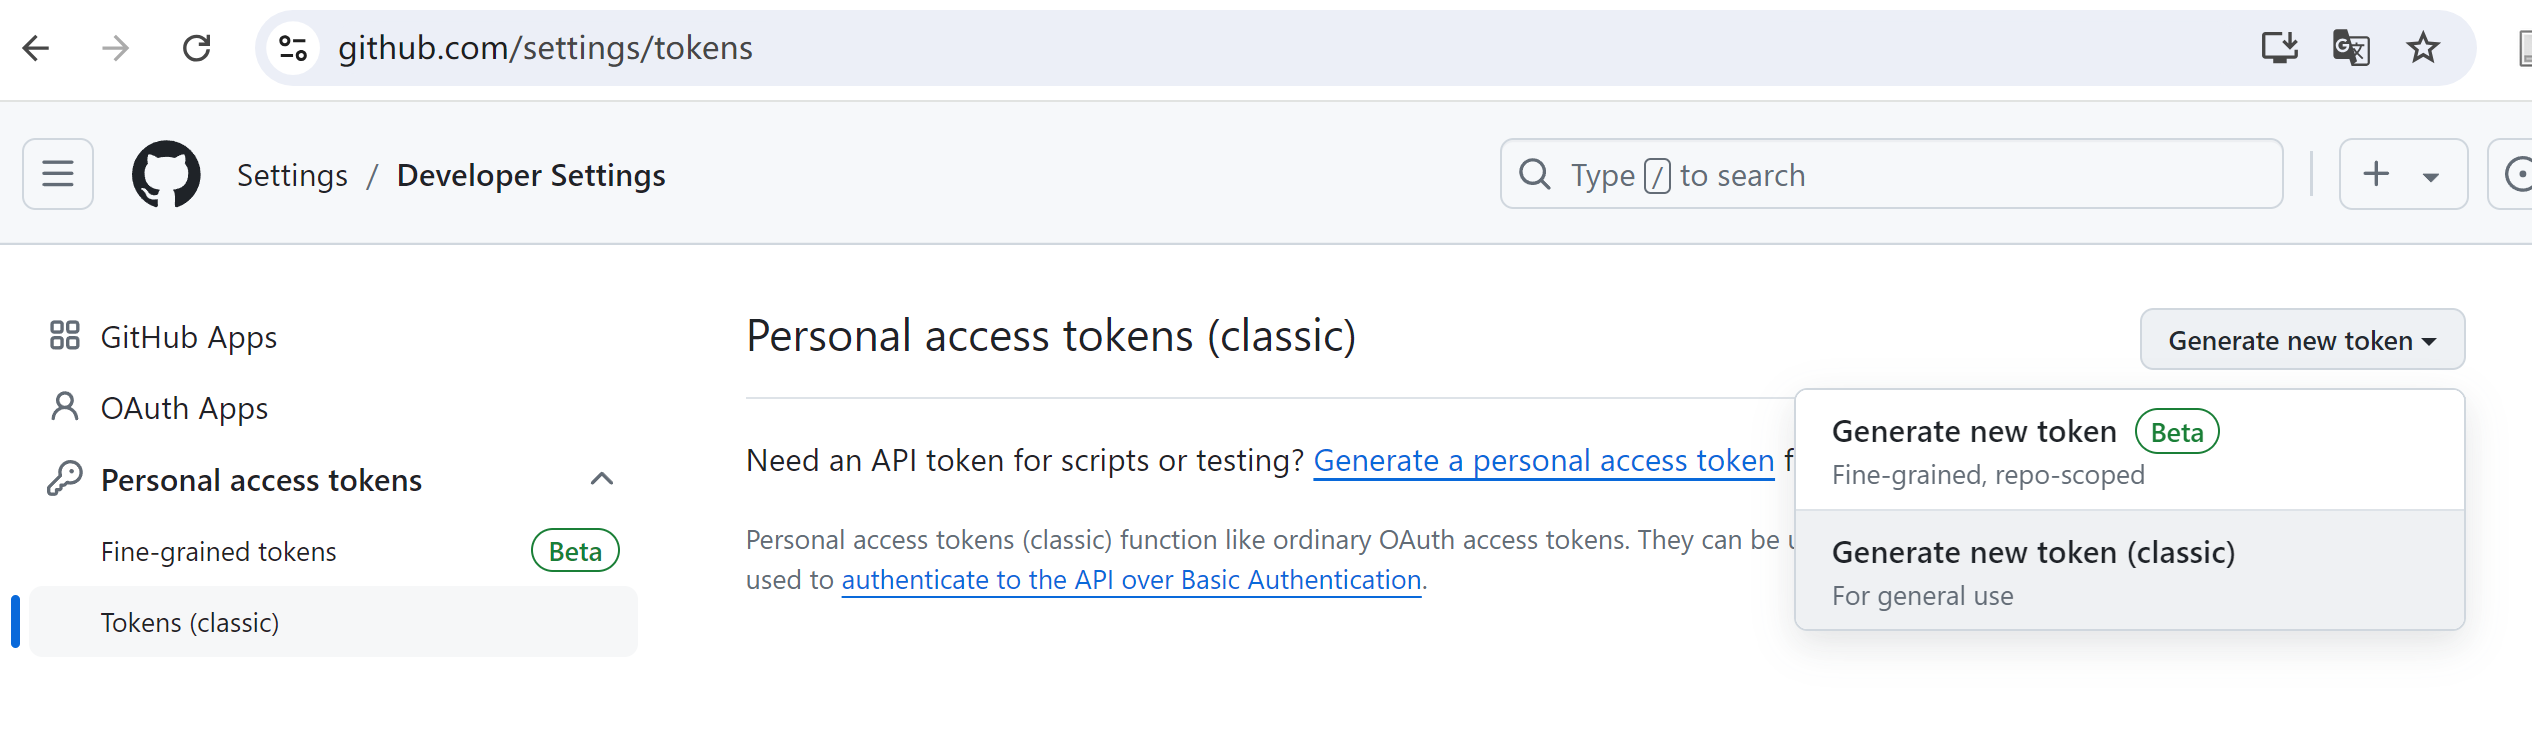 github.com/settings/tokens
Settings / Developer Settings
Type / to search
GitHub Apps
OAuth Apps
Personal access tokens
Fine-grained tokens Beta
Tokens (classic)
Personal access tokens (classic)
Generate new token
Need an API token for scripts or testing? Generate a personal access token f
Personal access tokens (classic) function like ordinary OAuth access tokens. They can be
used to authenticate to the API over Basic Authentication.
Generate new token Beta
Fine-grained, repo-scoped
Generate new token (classic)
For general use